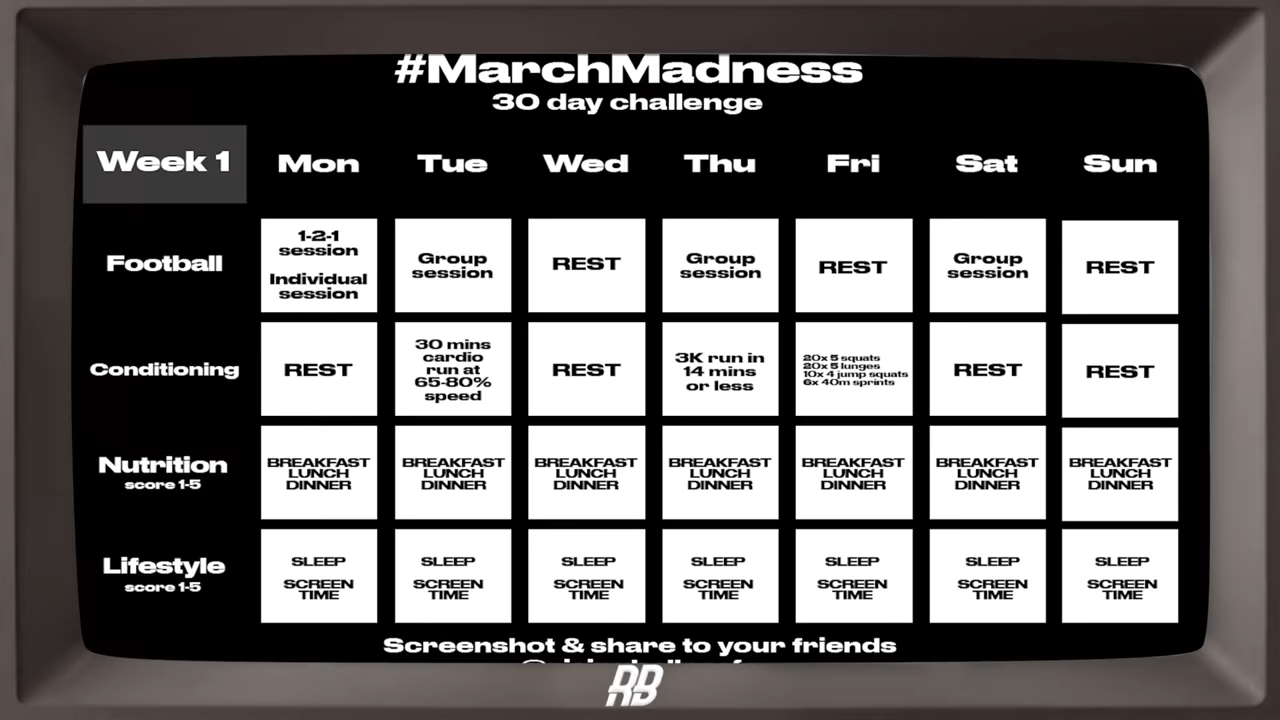 #MarchMadness
30 day challenge
Week 1
Mon
Tue
Wed
Thu
Fri
Sat
Sun
Football
1-2-1
session
Individual
session
Group
session
REST
Group
session
REST
Group
session
REST
Conditioning
REST
30 mins
cardio
run at
65-80%
speed
REST
3K run in
14 mins
or less
20x 5 squats
20x 5 lunges
10x 4 jump squats
6x 40m sprints
REST
REST
Nutrition
score 1-5
BREAKFAST
LUNCH
DINNER
BREAKFAST
LUNCH
DINNER
BREAKFAST
LUNCH
DINNER
BREAKFAST
LUNCH
DINNER
BREAKFAST
LUNCH
DINNER
BREAKFAST
LUNCH
DINNER
BREAKFAST
LUNCH
DINNER
Lifestyle
score 1-5
SLEEP
SCREEN
TIME
SLEEP
SCREEN
TIME
SLEEP
SCREEN
TIME
SLEEP
SCREEN
TIME
SLEEP
SCREEN
TIME
SLEEP
SCREEN
TIME
SLEEP
SCREEN
TIME
Screenshot & share to your friends
RB